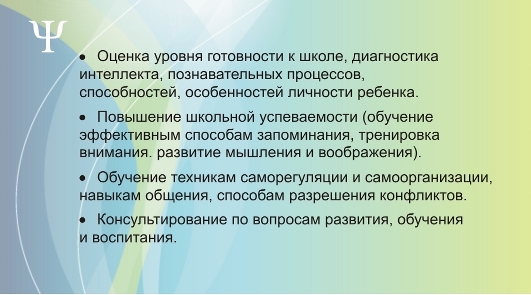 Ψ
• Оценка уровня готовности к школе, диагностика
интеллекта, познавательных процессов,
способностей, особенностей личности ребенка.
• Повышение школьной успеваемости (обучение
эффективным способам запоминания, тренировка
внимания. развитие мышления и воображения).
• Обучение техникам саморегуляции и самоорганизации,
навыкам общения, способам разрешения конфликтов.
• Консультирование по вопросам развития, обучения
и воспитания.